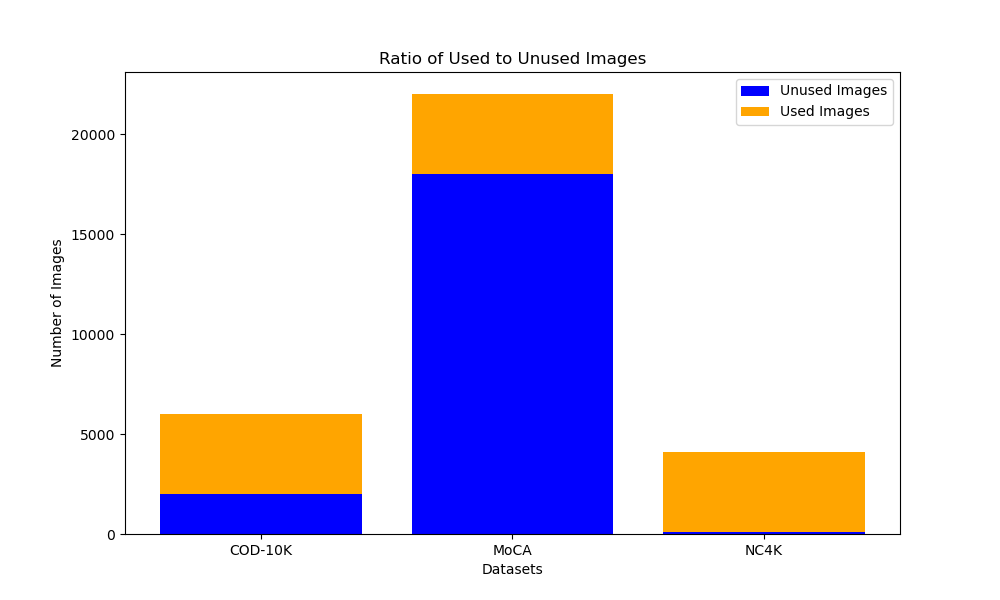 Ratio of Used to Unused Images
Unused Images
Used Images
20000
15000
10000
5000
0
Number of Images
COD-10K
MoCA
NC4K
Datasets